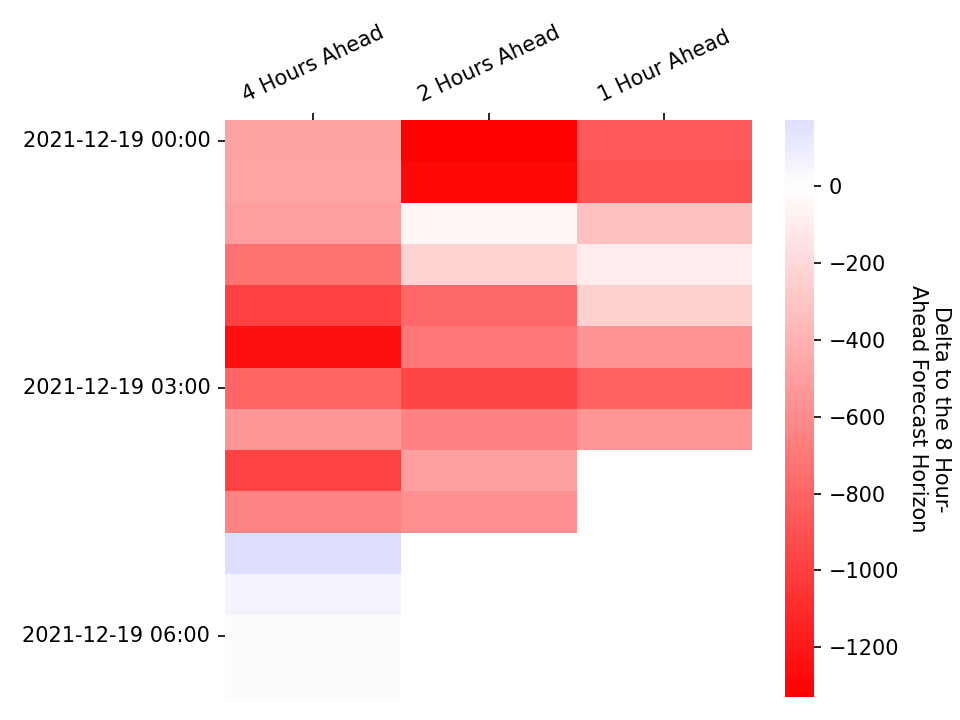 4 Hours Ahead
2 Hours Ahead
1 Hour Ahead
2021-12-19 00:00
2021-12-19 03:00
2021-12-19 06:00
0
−200
−400
−600
−800
−1000
−1200
Delta to the 8 Hour-
Ahead Forecast Horizon